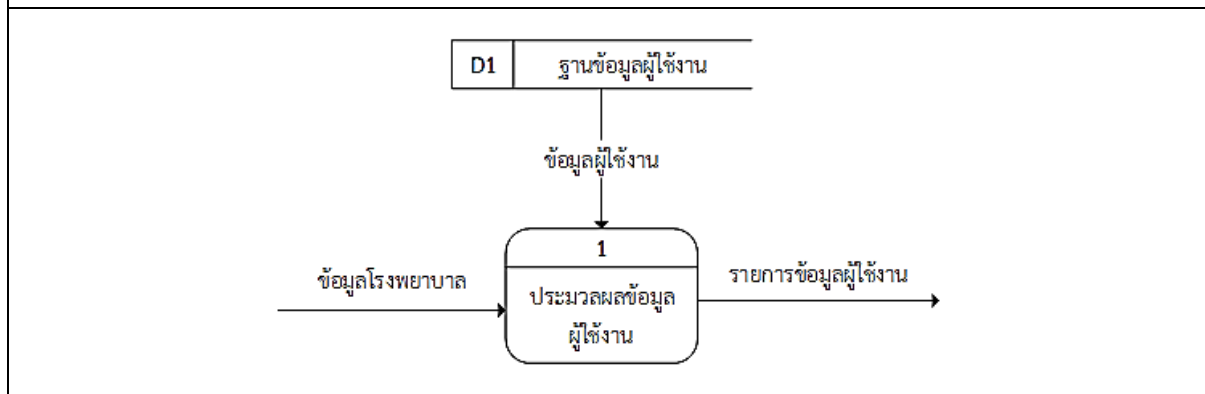 D1 ฐานข้อมูลผู้ใช้งาน
ข้อมูลผู้ใช้งาน
1
ข้อมูลโรงพยาบาล
ประมวลผลข้อมูล
ผู้ใช้งาน
รายการข้อมูลผู้ใช้งาน